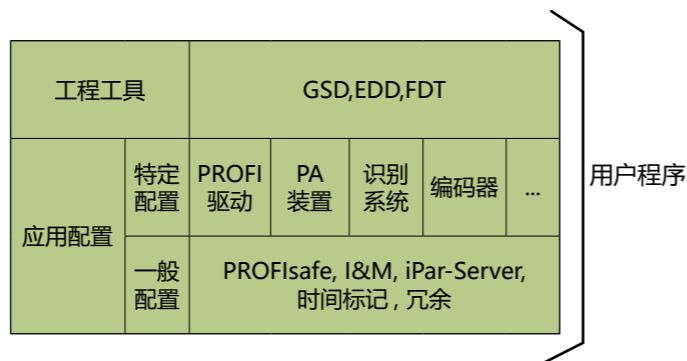 工程工具
GSD,EDD,FDT
应用配置
特定
配置
PROFI
驱动
PA
装置
识别
系统
编码器
...
一般
配置
PROFIsafe, I&M, iPar-Server,
时间标记 , 冗余
用户程序